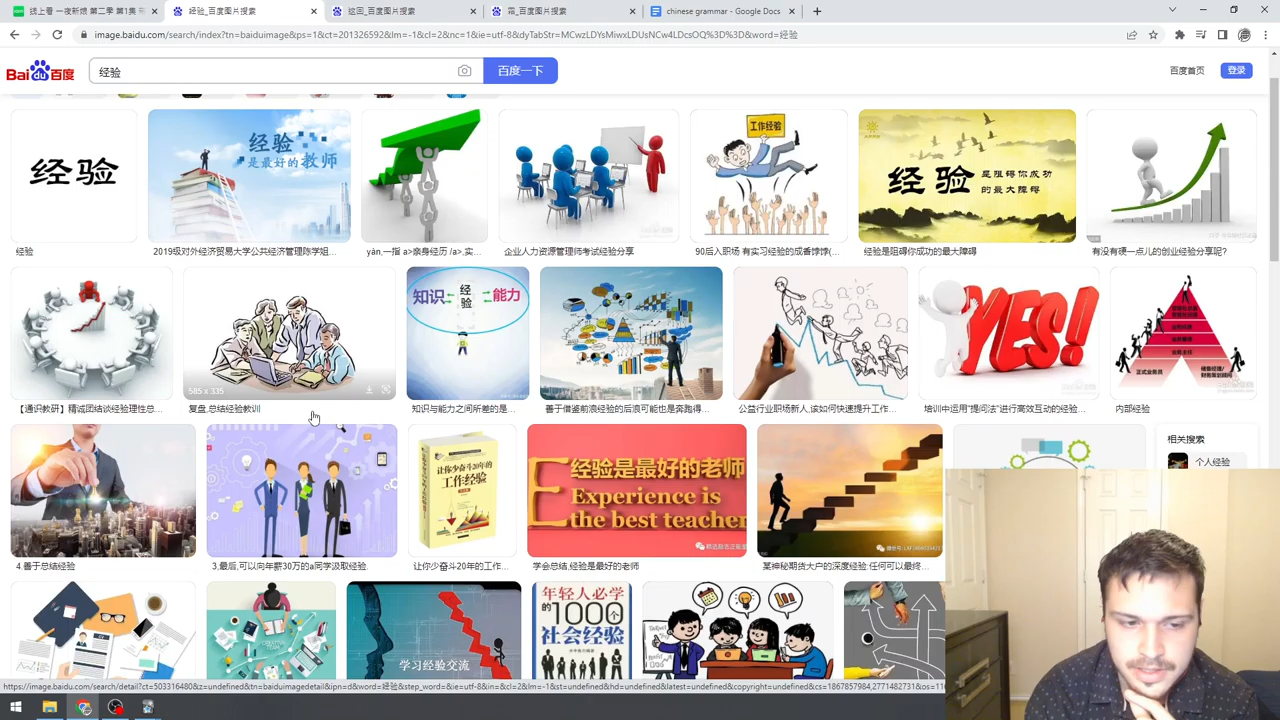 线上看 一夜新娘 第二季 第1集
经验_百度图片搜索
这回_百度图片搜索
chinese grammar - Google Docs
image.baidu.com/search/index?tn=baiduimage&ps=1&ct=201326592&lm=-1&cl=2&nc=1&ie=utf-8&dyTabStr=MCwzLDYsMiwxLDUsNCw4LDcsOQ%3D%3D&word=经验
Bai du 百度
经验
百度一下
百度首页
登录
经验
经验
是最好的教师
工作经验
经验
是阻碍你成功
的最大障碍
经验
2019级对外经济贸易大学公共经济管理陈学姐...
yán,一指 a>亲身经历 /a>,实...
企业人力资源管理师考试经验分享
90后入职场 有实习经验的成香饽饽(...
经验是阻碍你成功的最大障碍
有没有硬一点儿的创业经验分享呢?
585 x 335
知识
经验
能力
YES!
正式业务员
【通识教研】精诚团结谈经验理性总...
复盘,总结经验教训
知识与能力之间所差的是...
善于借鉴前浪经验的后浪可能也是奔跑得...
公益行业职场新人,该如何快速提升工作...
培训中运用"提问法"进行高效互动的经验...
内部经验
相关搜索
个人经验
让你少奋斗20年的
工作经验
经验是最好的老师
Experience is
the best teacher
4.善于总结经验
3,最后,可以向年薪30万的a同学汲取经验.
让你少奋斗20年的工作...
学会总结,经验是最好的老师
某神秘期货大户的深度经验:任何可以最终...
学习经验交流
年轻人必学
的1000个
社会经验